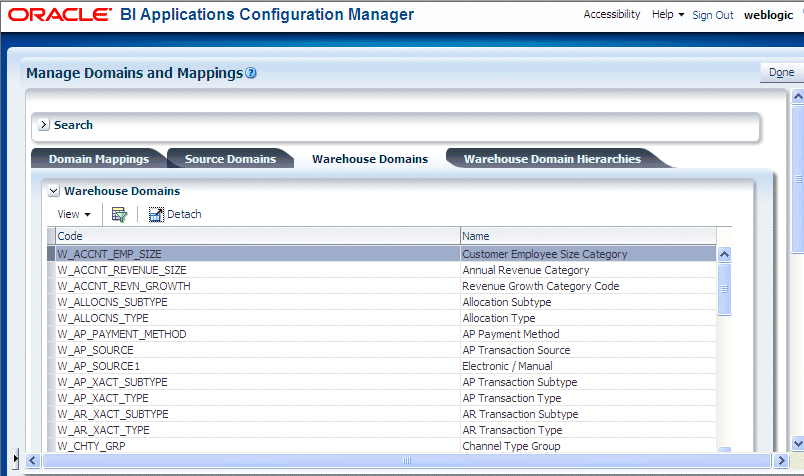 ORACLE® BI Applications Configuration Manager Accessibility Help Sign Out weblogic
Manage Domains and Mappings Done
Search
Domain Mappings Source Domains Warehouse Domains Warehouse Domain Hierarchies
Warehouse Domains
View Detach
Code Name
W_ACCNT_EMP_SIZE Customer Employee Size Category
W_ACCNT_REVENUE_SIZE Annual Revenue Category
W_ACCNT_REVN_GROWTH Revenue Growth Category Code
W_ALLOCNS_SUBTYPE Allocation Subtype
W_ALLOCNS_TYPE Allocation Type
W_AP_PAYMENT_METHOD AP Payment Method
W_AP_SOURCE AP Transaction Source
W_AP_SOURCE1 Electronic / Manual
W_AP_XACT_SUBTYPE AP Transaction Subtype
W_AP_XACT_TYPE AP Transaction Type
W_AR_XACT_SUBTYPE AR Transaction Subtype
W_AR_XACT_TYPE AR Transaction Type
W_CHTY_GRP Channel Type Group